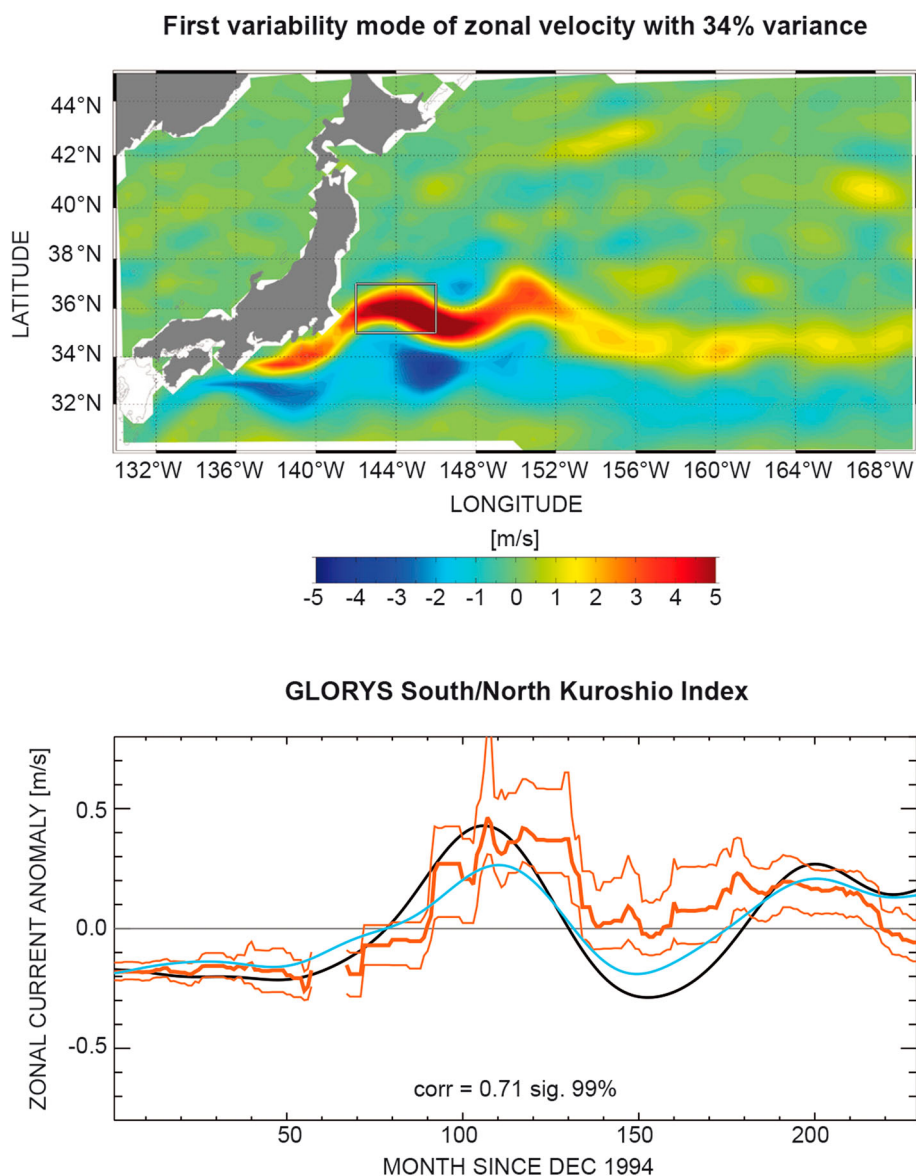 First variability mode of zonal velocity with 34% variance
44°N
42°N
40°N
38°N
36°N
34°N
32°N
LATITUDE
132°W 136°W 140°W 144°W 148°W 152°W 156°W 160°W 164°W 168°W
LONGITUDE
[m/s]
-5 -4 -3 -2 -1 0 1 2 3 4 5
GLORYS South/North Kuroshio Index
ZONAL CURRENT ANOMALY [m/s]
0.5
0.0
-0.5
corr = 0.71 sig. 99%
50 100 150 200
MONTH SINCE DEC 1994